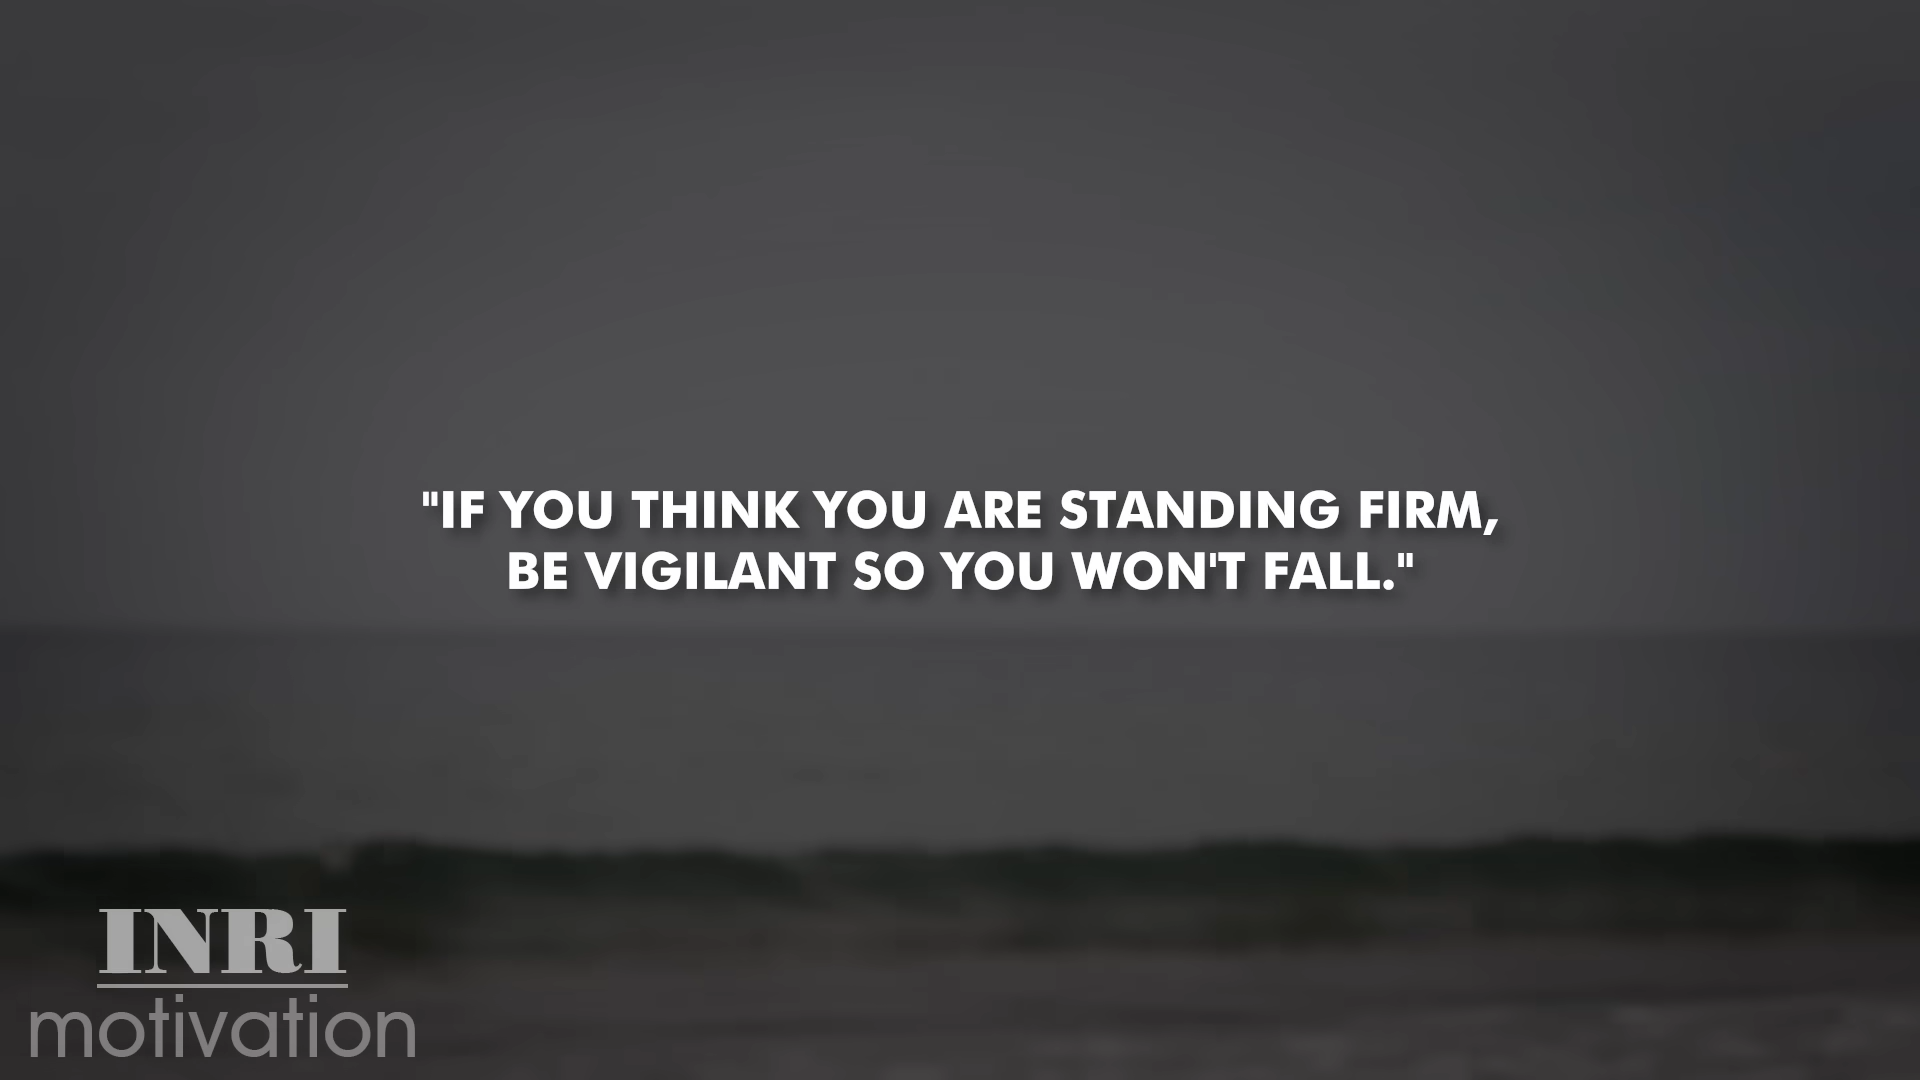 "IF YOU THINK YOU ARE STANDING FIRM,
BE VIGILANT SO YOU WON'T FALL."
INRI
motivation